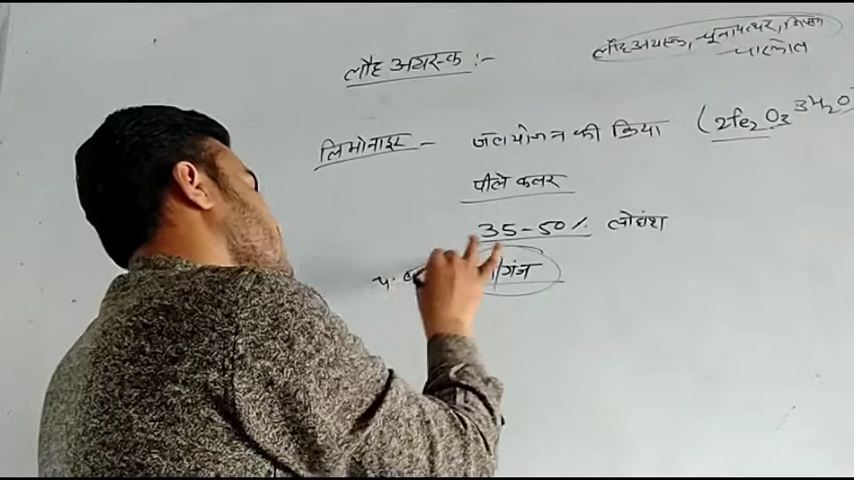 लौह अयस्क :-
लौह अयस्क, चूनापत्थर,
लिमोनाइट - जलयोजन की क्रिया (2Fe2O3 3H2O)
पीले कलर
35-50% लोहांश
प.